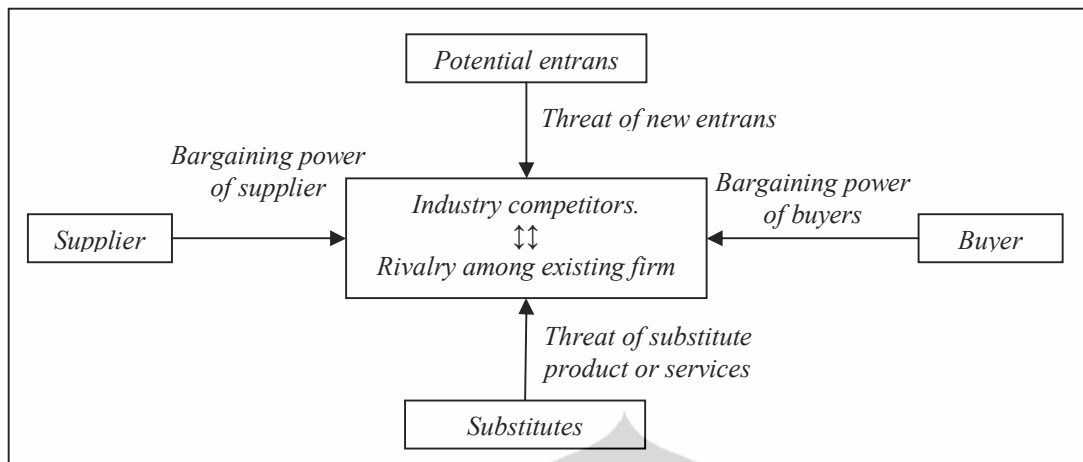 Potential entrans
Threat of new entrans
Bargaining power
of supplier
Industry competitors.
↕↕
Rivalry among existing firm
Bargaining power
of buyers
Supplier
Buyer
Threat of substitute
product or services
Substitutes